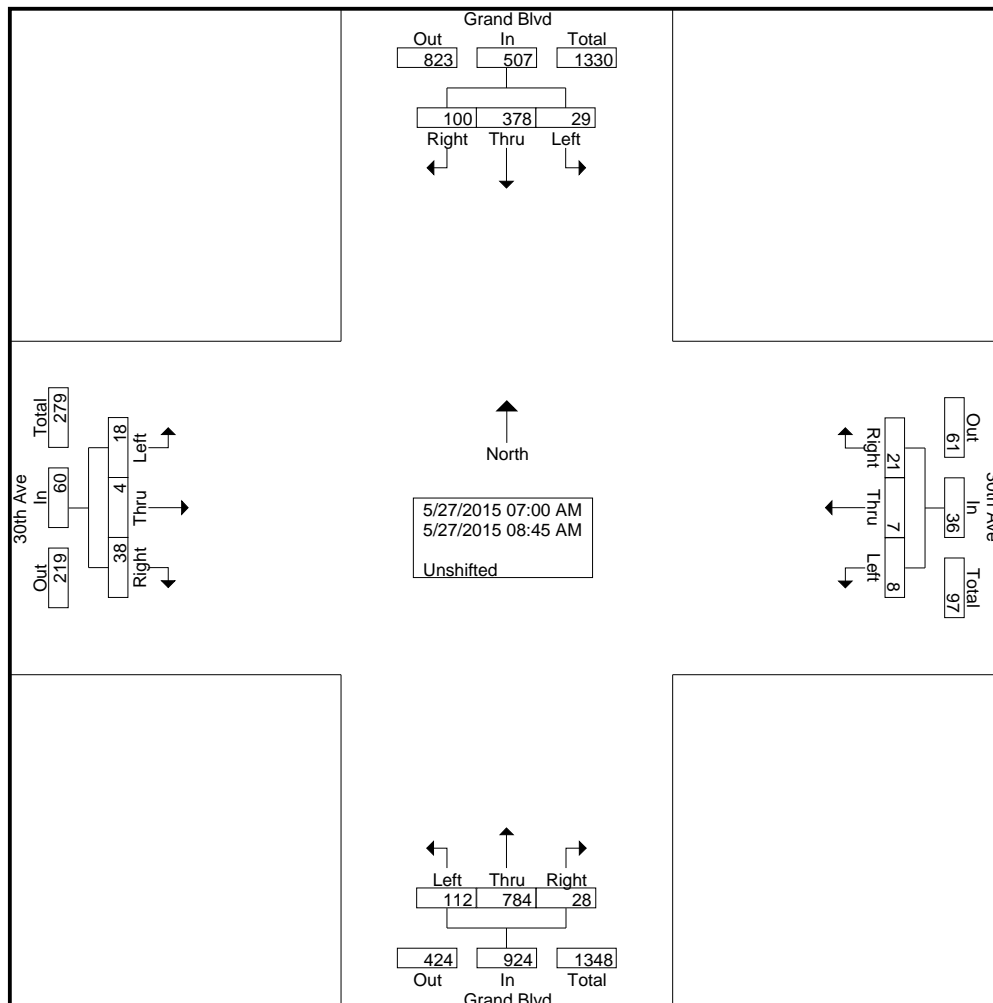 Grand Blvd
Out In Total
823 507 1330
100 378 29
Right Thru Left
30th Ave
Total In Out
279 60 219
18 4 38
Left Thru Right
North
5/27/2015 07:00 AM
5/27/2015 08:45 AM
Unshifted
Right Thru Left
21 7 8
Out In Total
61 36 97
30th Ave
Left Thru Right
112 784 28
424 924 1348
Out In Total
Grand Blvd